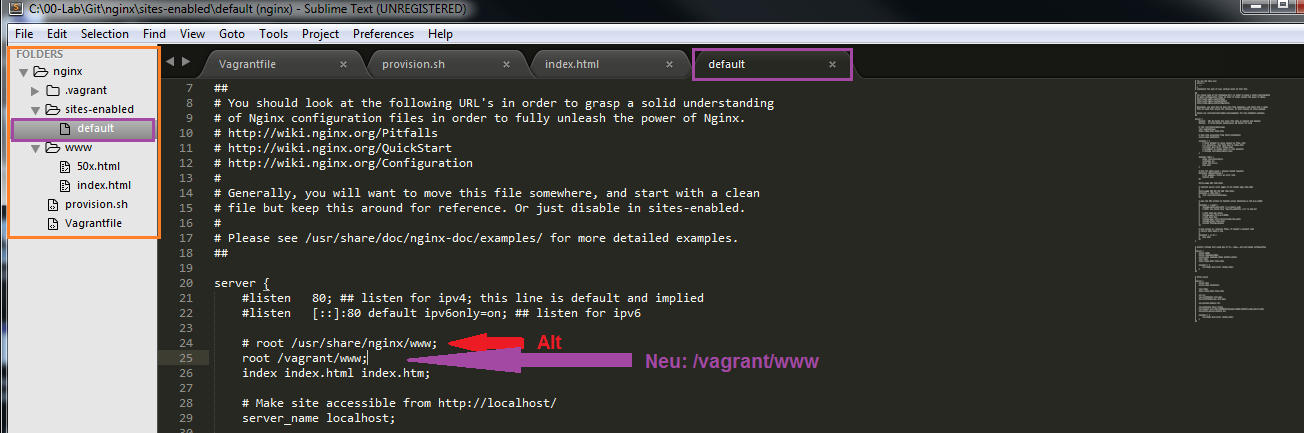 C:\00-Lab\Git\nginx\sites-enabled\default (nginx) - Sublime Text (UNREGISTERED)
File Edit Selection Find View Goto Tools Project Preferences Help
FOLDERS
nginx
.vagrant
sites-enabled
default
www
50x.html
index.html
provision.sh
Vagrantfile
Vagrantfile × provision.sh × index.html × default ×
7 ##
8 # You should look at the following URL's in order to grasp a solid understanding
9 # of Nginx configuration files in order to fully unleash the power of Nginx.
10 # http://wiki.nginx.org/Pitfalls
11 # http://wiki.nginx.org/QuickStart
12 # http://wiki.nginx.org/Configuration
13 #
14 # Generally, you will want to move this file somewhere, and start with a clean
15 # file but keep this around for reference. Or just disable in sites-enabled.
16 #
17 # Please see /usr/share/doc/nginx-doc/examples/ for more detailed examples.
18 ##
19
20 server {
21 #listen 80; ## listen for ipv4; this line is default and implied
22 #listen [::]:80 default ipv6only=on; ## listen for ipv6
23
24 # root /usr/share/nginx/www; Alt
25 root /vagrant/www; Neu: /vagrant/www
26 index index.html index.htm;
27
28 # Make site accessible from http://localhost/
29 server_name localhost;
30